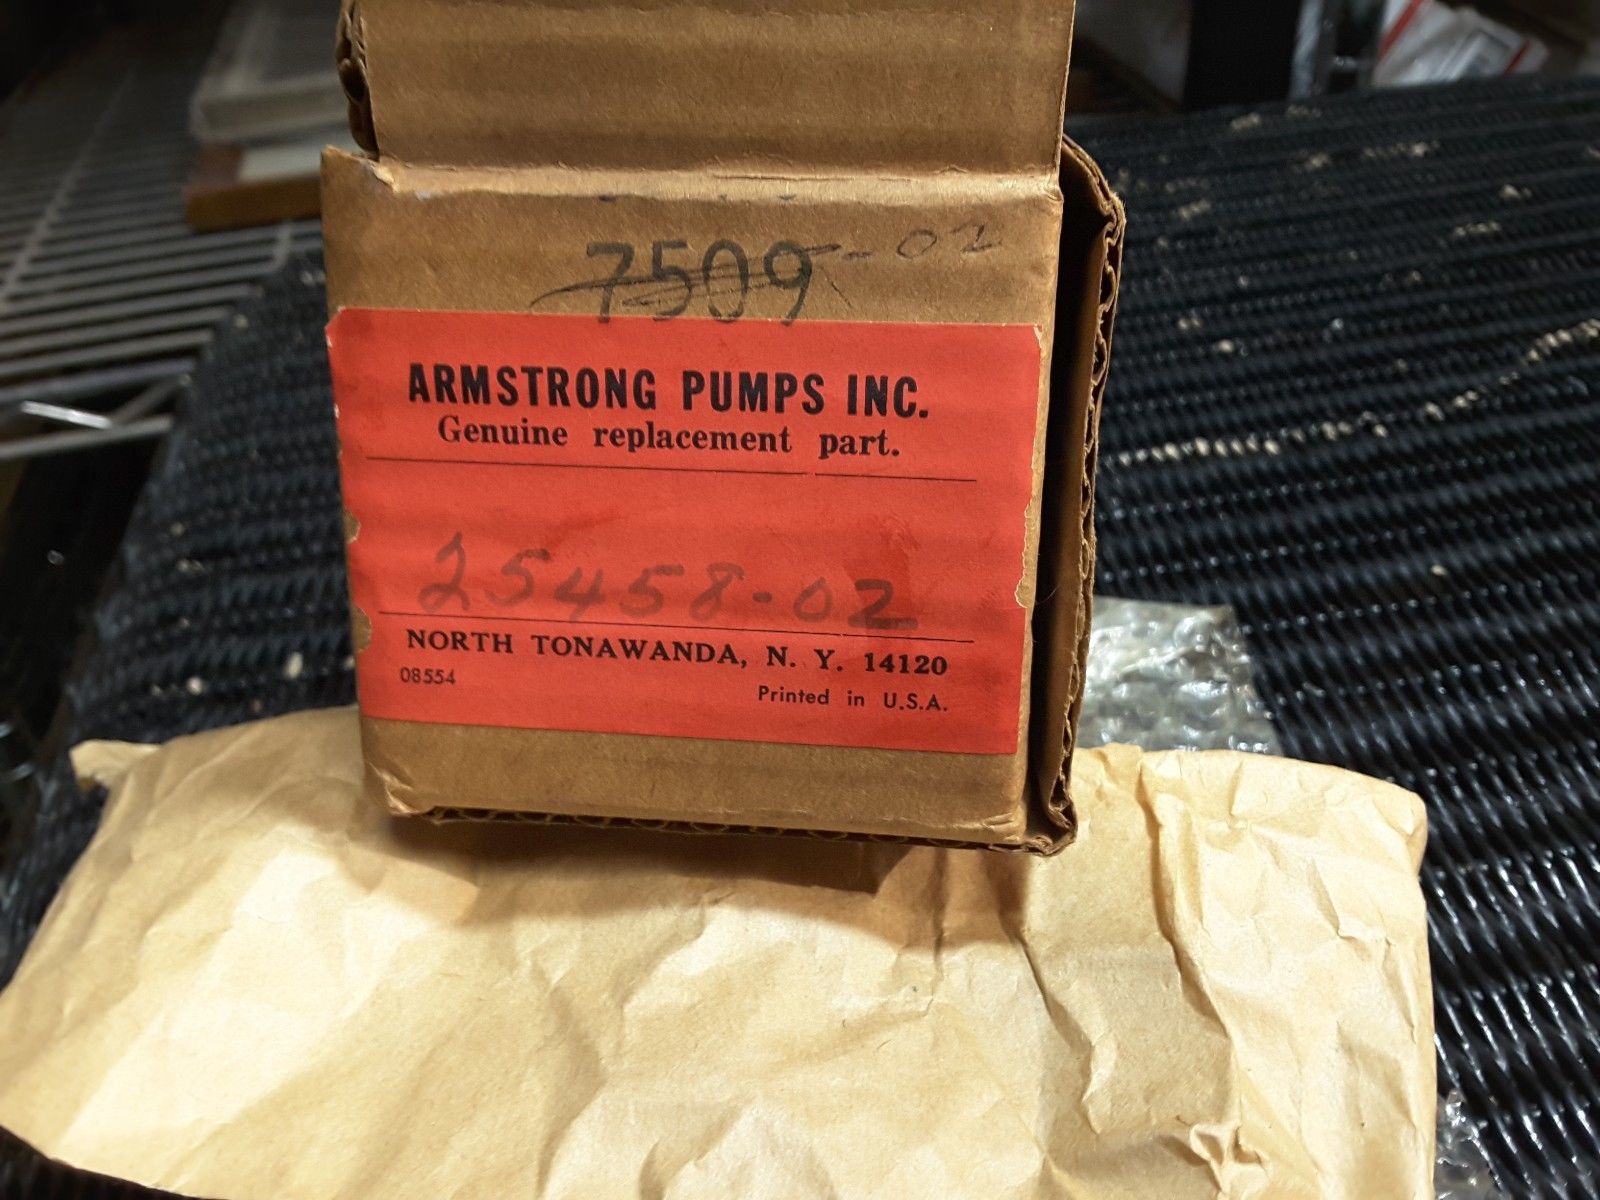 7509-02
ARMSTRONG PUMPS INC.
Genuine replacement part.
25458-02
NORTH TONAWANDA, N. Y. 14120
08554
Printed in U.S.A.